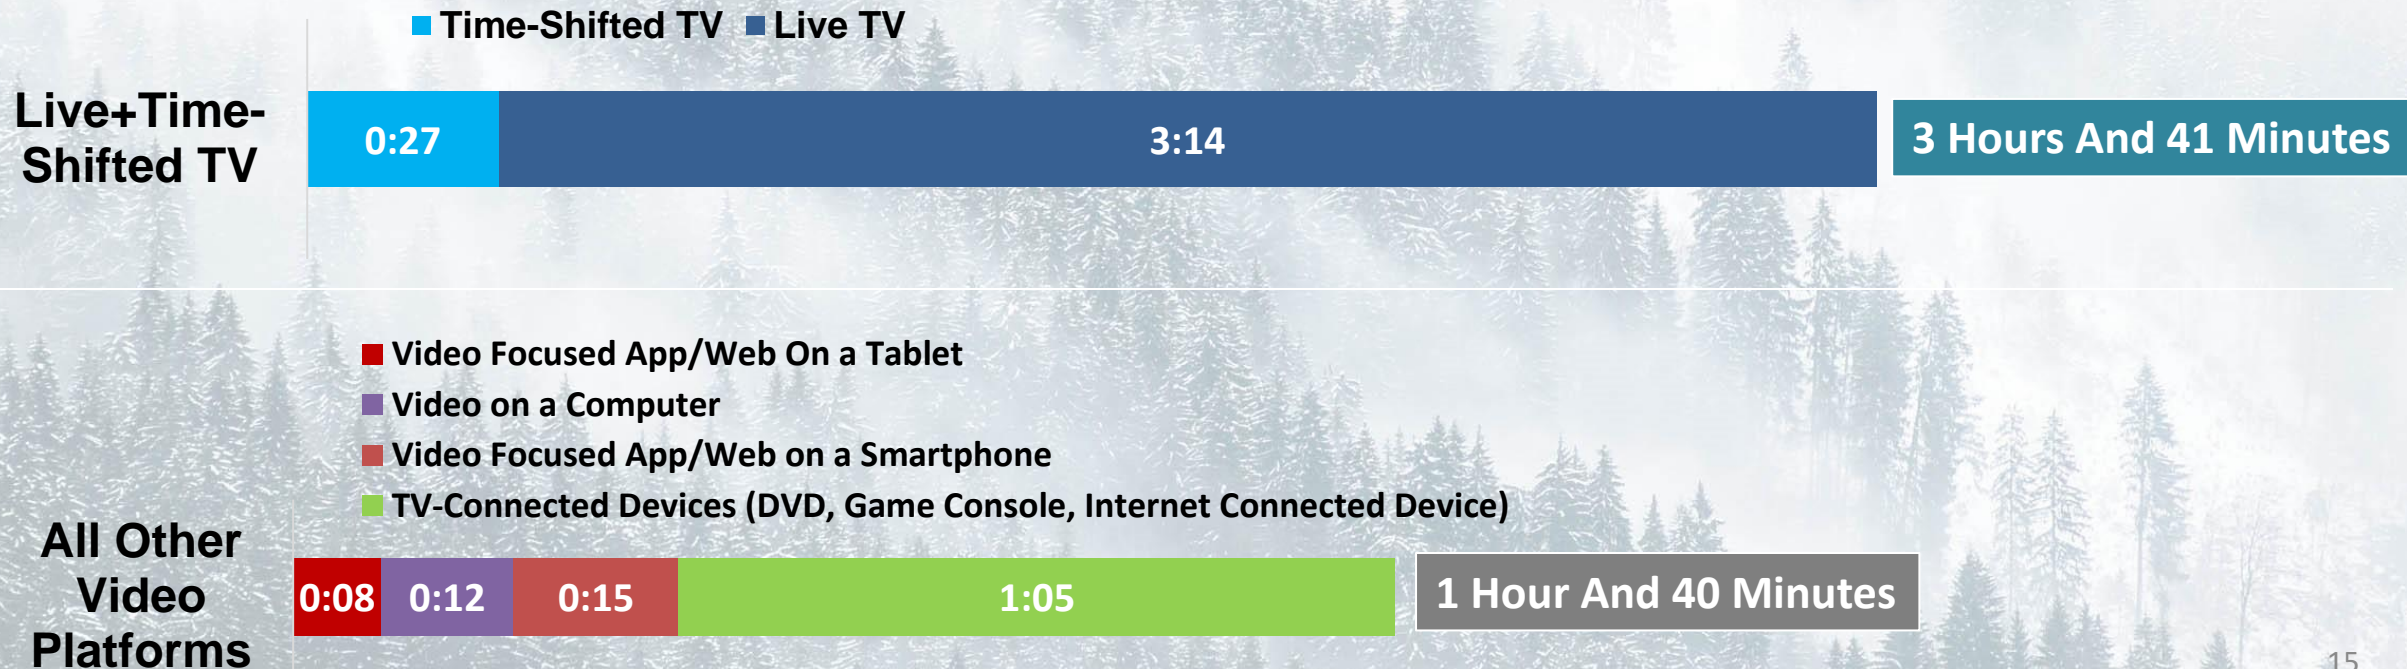 Time-Shifted TV Live TV
Live+Time-
Shifted TV
0:27 3:14
3 Hours And 41 Minutes
Video Focused App/Web On a Tablet
Video on a Computer
Video Focused App/Web on a Smartphone
TV-Connected Devices (DVD, Game Console, Internet Connected Device)
All Other
Video
Platforms
0:08 0:12 0:15 1:05
1 Hour And 40 Minutes
15